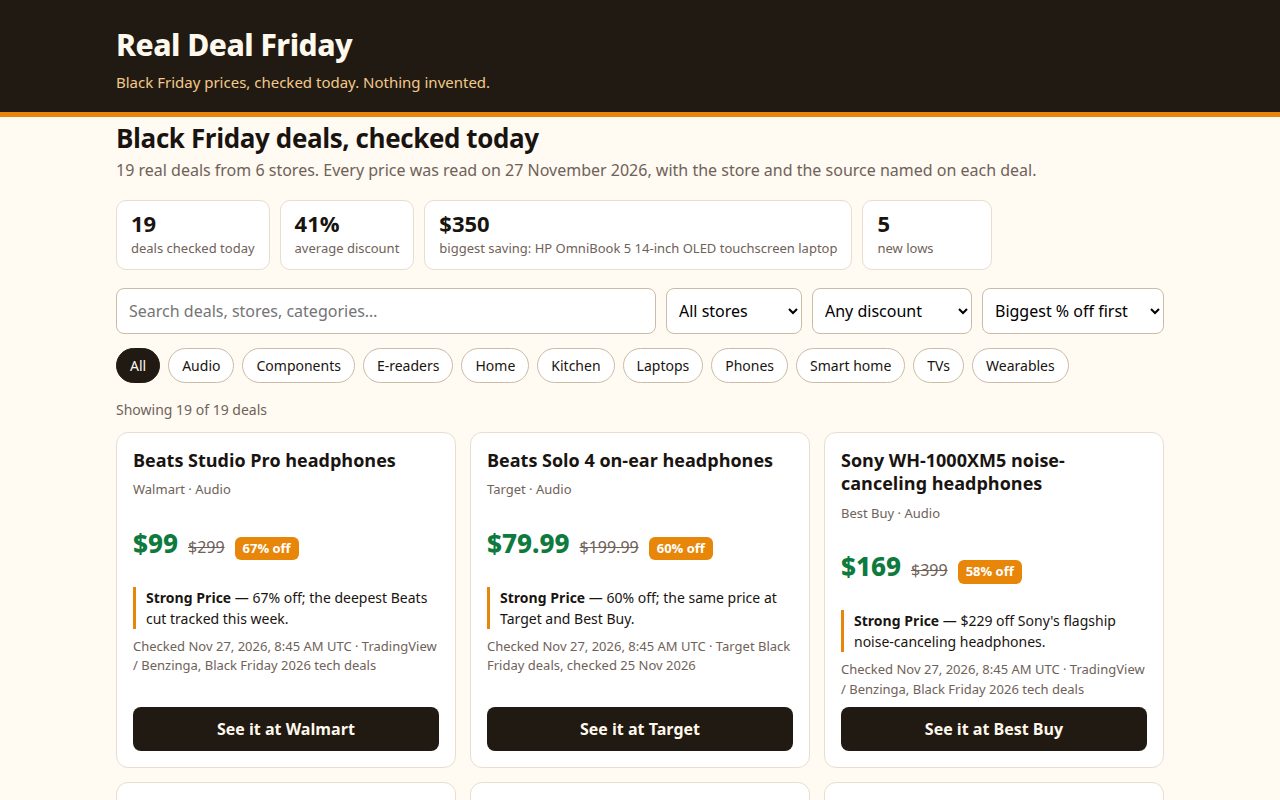 Real Deal Friday
Black Friday prices, checked today. Nothing invented.
Black Friday deals, checked today
19 real deals from 6 stores. Every price was read on 27 November 2026, with the store and the source named on each deal.
19
deals checked today
41%
average discount
$350
biggest saving: HP OmniBook 5 14-inch OLED touchscreen laptop
5
new lows
Search deals, stores, categories...
All stores
Any discount
Biggest % off first
All
Audio
Components
E-readers
Home
Kitchen
Laptops
Phones
Smart home
TVs
Wearables
Showing 19 of 19 deals
Beats Studio Pro headphones
Walmart · Audio
$99 $299 67% off
Strong Price — 67% off; the deepest Beats
cut tracked this week.
Checked Nov 27, 2026, 8:45 AM UTC · TradingView
/ Benzinga, Black Friday 2026 tech deals
See it at Walmart
Beats Solo 4 on-ear headphones
Target · Audio
$79.99 $199.99 60% off
Strong Price — 60% off; the same price at
Target and Best Buy.
Checked Nov 27, 2026, 8:45 AM UTC · Target Black
Friday deals, checked 25 Nov 2026
See it at Target
Sony WH-1000XM5 noise-
canceling headphones
Best Buy · Audio
$169 $399 58% off
Strong Price — $229 off Sony's flagship
noise-canceling headphones.
Checked Nov 27, 2026, 8:45 AM UTC · TradingView
/ Benzinga, Black Friday 2026 tech deals
See it at Best Buy